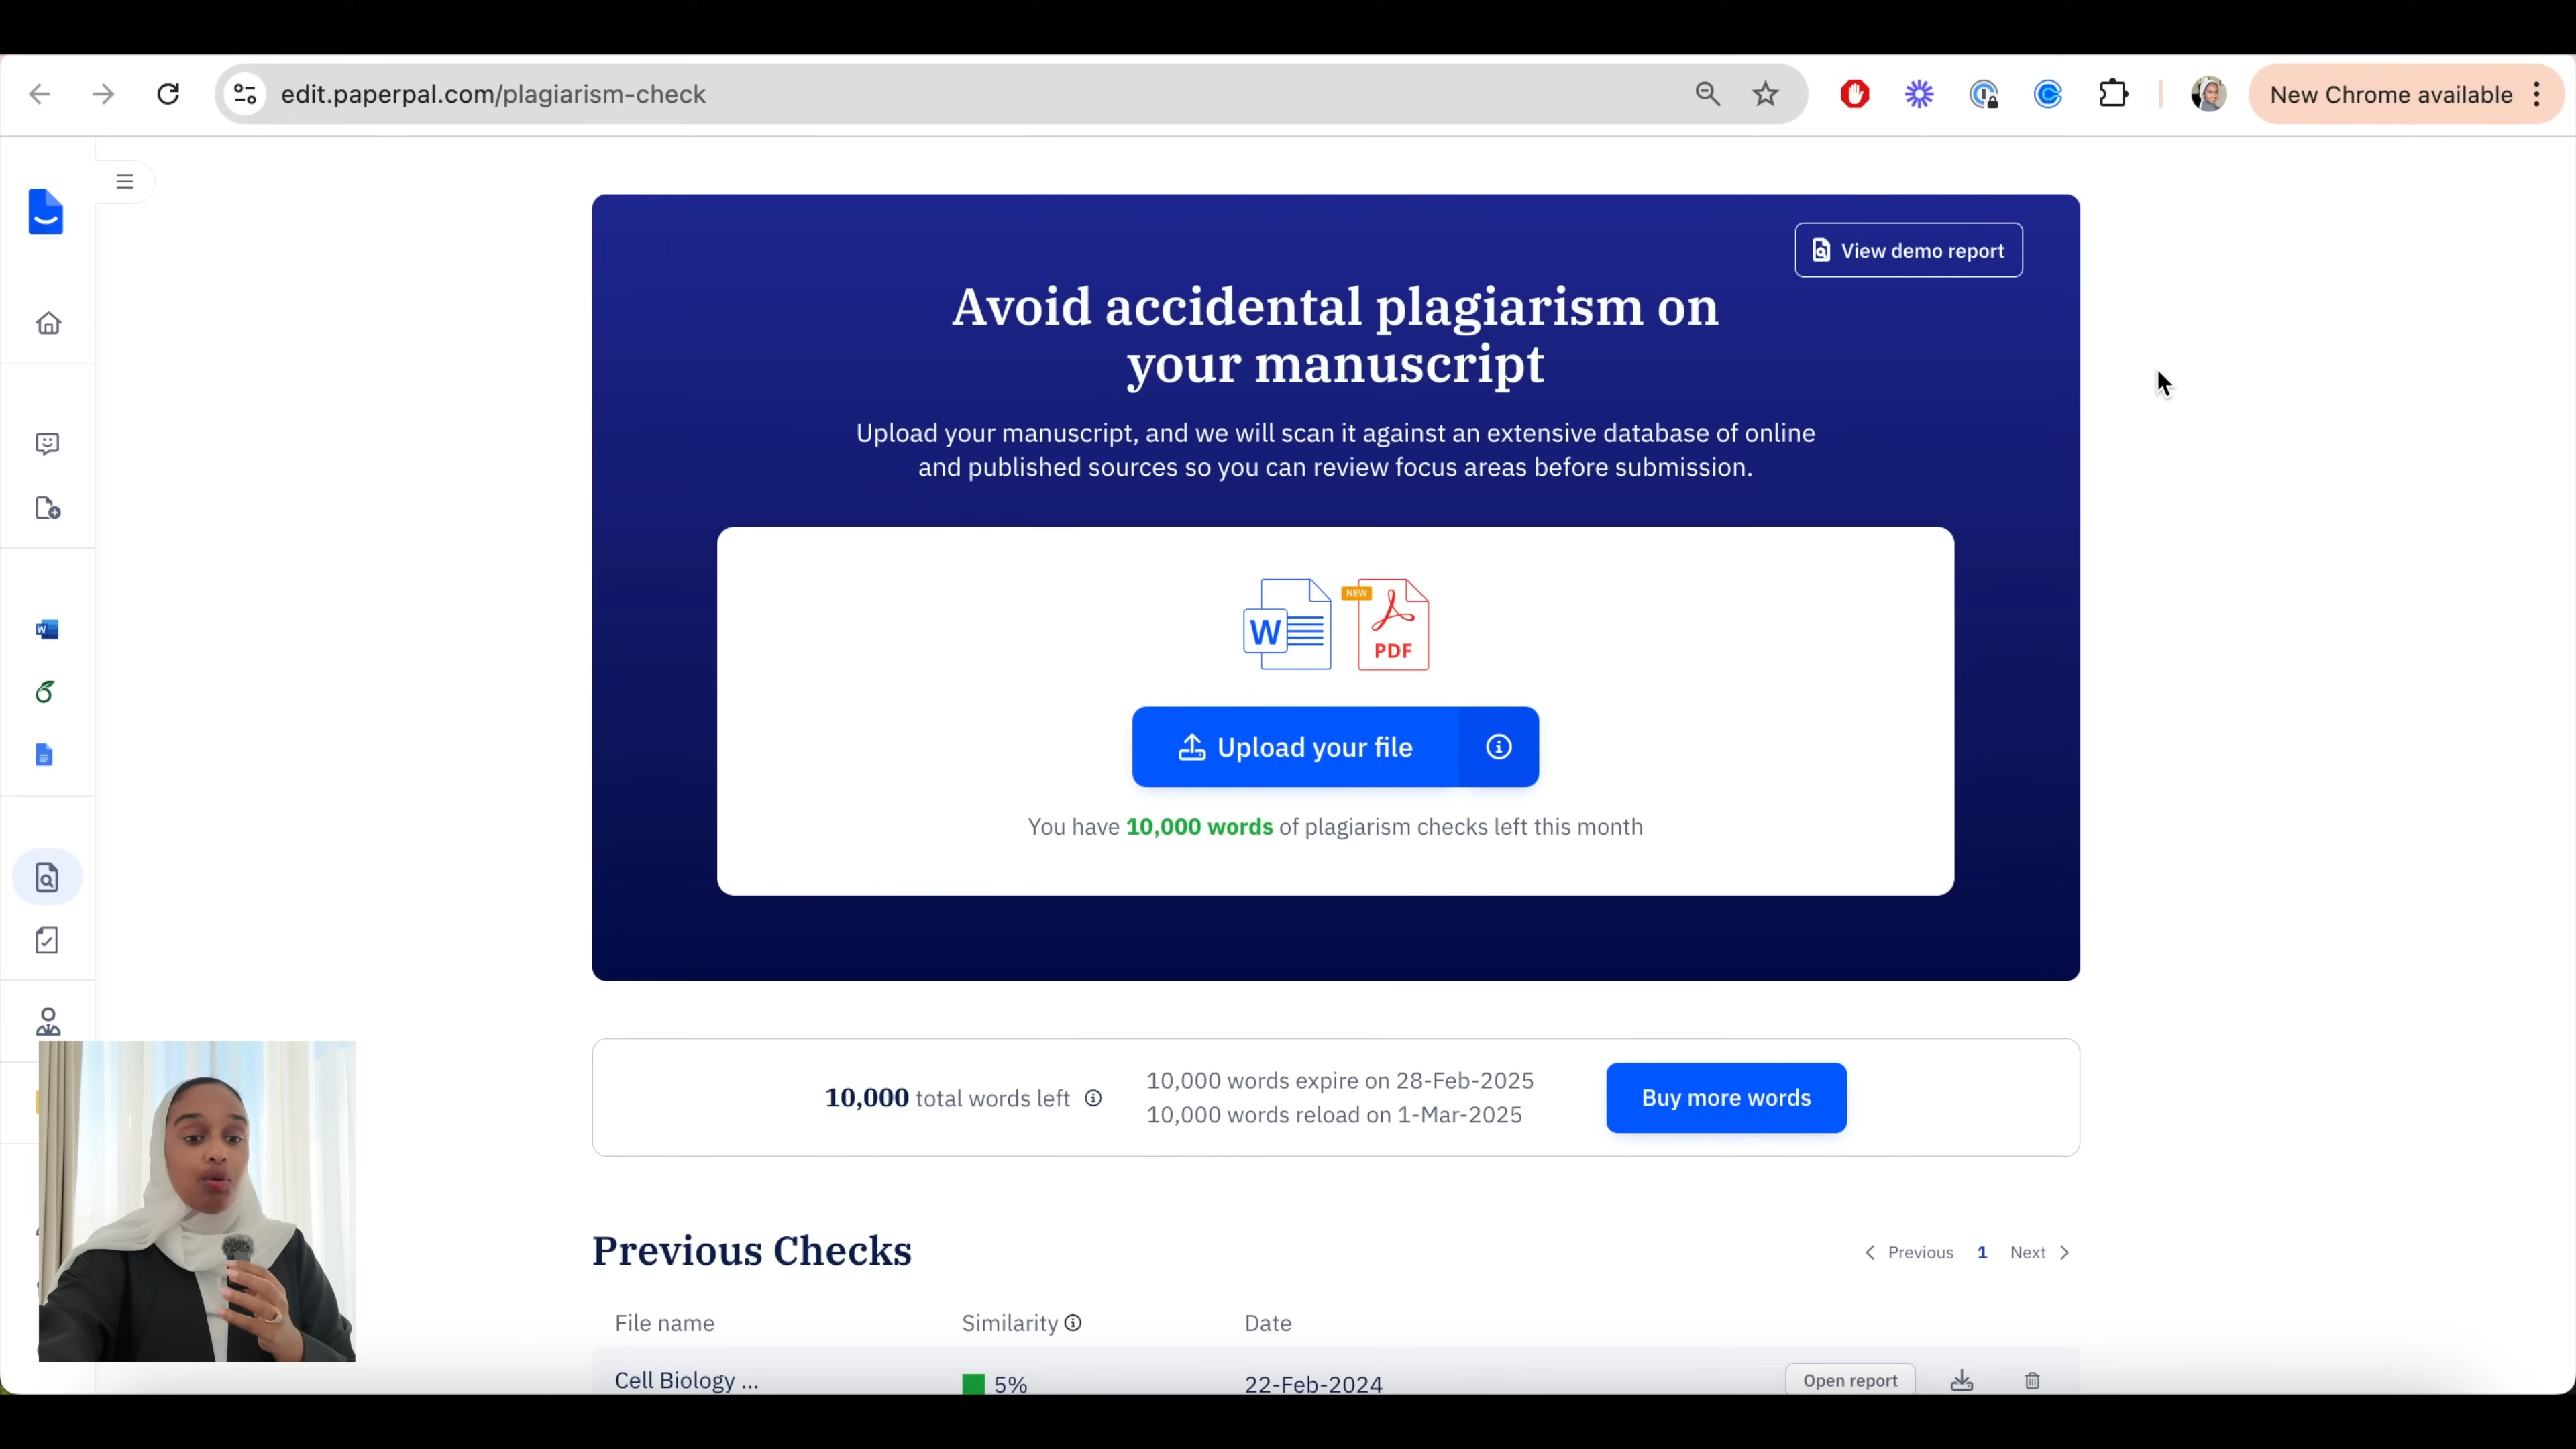 edit.paperpal.com/plagiarism-check
New Chrome available
View demo report
Avoid accidental plagiarism on
your manuscript
Upload your manuscript, and we will scan it against an extensive database of online
and published sources so you can review focus areas before submission.
W
NEW
PDF
Upload your file
You have 10,000 words of plagiarism checks left this month
10,000 total words left
10,000 words expire on 28-Feb-2025
10,000 words reload on 1-Mar-2025
Buy more words
Previous Checks
Previous 1 Next
File name Similarity Date
Cell Biology ... 5% 22-Feb-2024 Open report